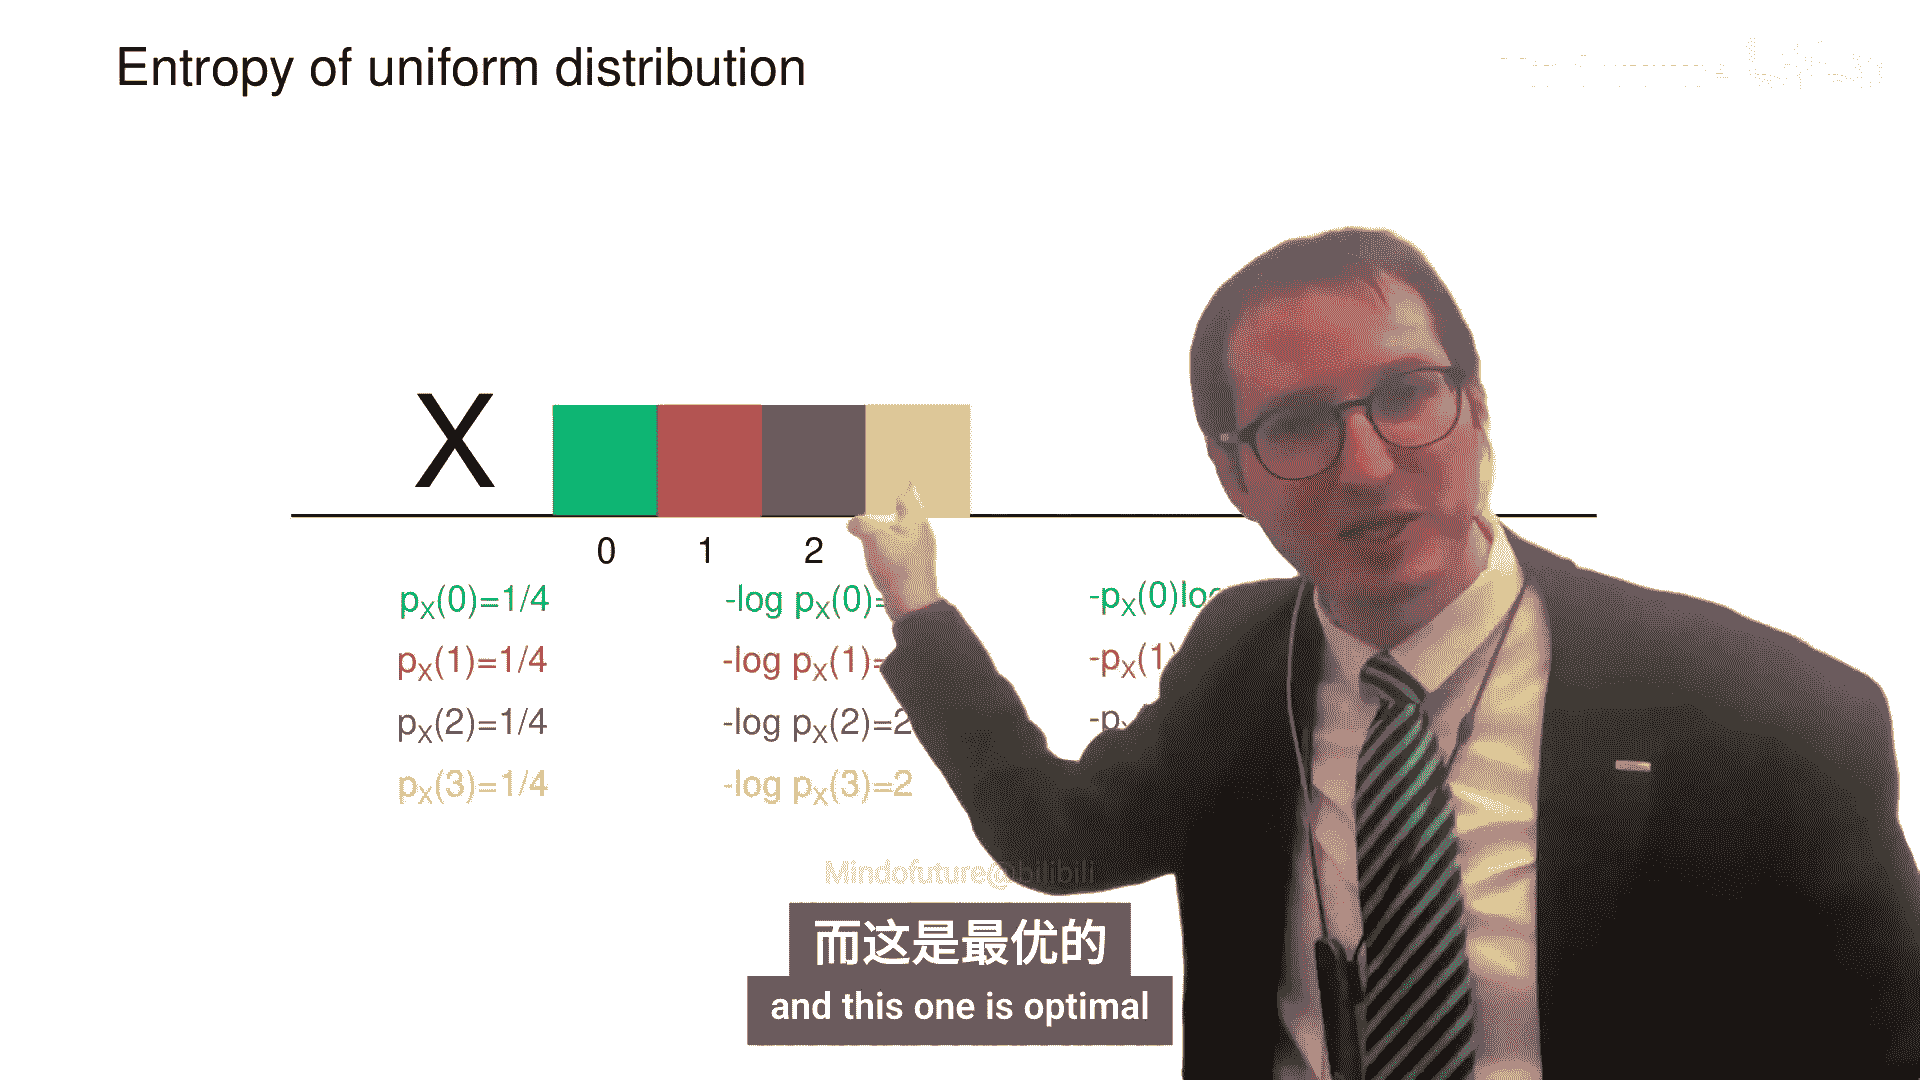 Entropy of uniform distribution
X
0 1 2
pX(0)=1/4 -log pX(0)= -pX(0)log
pX(1)=1/4 -log pX(1)= -pX(1)
pX(2)=1/4 -log pX(2)=2 -p
pX(3)=1/4 -log pX(3)=2
Mindofuture@bilibili
而这是最优的
and this one is optimal